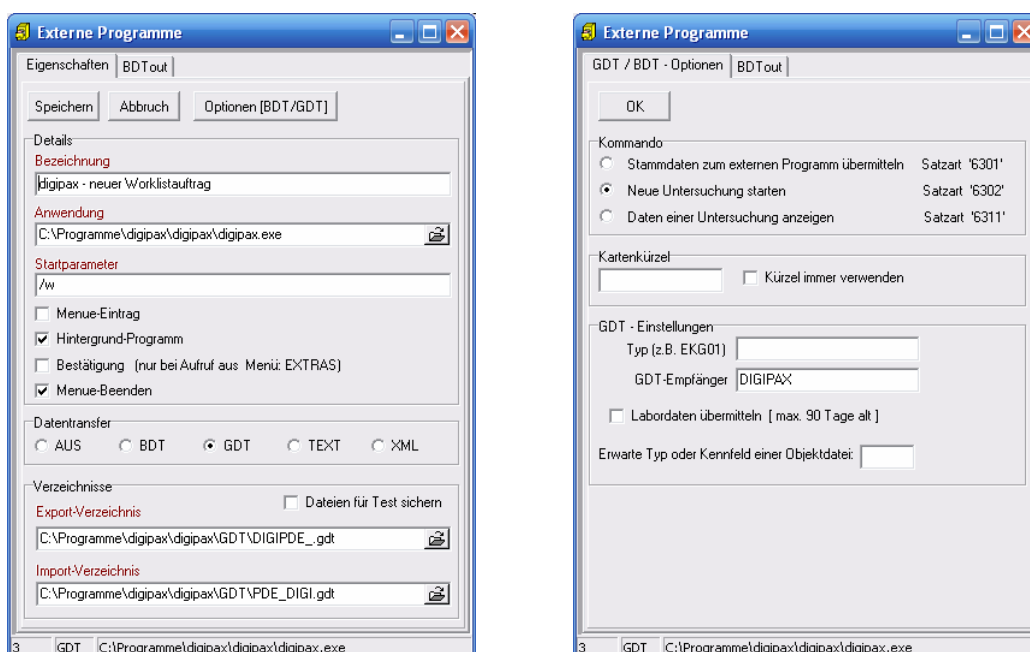 Externe Programme
Eigenschaften BDTout
Speichern Abbruch Optionen [BDT/GDT]
Details
Bezeichnung
digipax - neuer Worklistauftrag
Anwendung
C:\Programme\digipax\digipax\digipax.exe
Startparameter
/w
Menue-Eintrag
Hintergrund-Programm
Bestätigung (nur bei Aufruf aus Menü: EXTRAS)
Menue-Beenden
Datentransfer
AUS BDT GDT TEXT XML
Verzeichnisse
Dateien für Test sichern
Export-Verzeichnis
C:\Programme\digipax\digipax\GDT\DIGIPDE_.gdt
Import-Verzeichnis
C:\Programme\digipax\digipax\GDT\PDE_DIGI.gdt
3 GDT C:\Programme\digipax\digipax\digipax.exe
Externe Programme
GDT / BDT - Optionen BDTout
OK
Kommando
Stammdaten zum externen Programm übermitteln Satzart '6301'
Neue Untersuchung starten Satzart '6302'
Daten einer Untersuchung anzeigen Satzart '6311'
Kartenkürzel
Kürzel immer verwenden
GDT - Einstellungen
Typ (z.B. EKG01)
GDT-Empfänger DIGIPAX
Labordaten übermitteln [ max. 90 Tage alt ]
Erwarte Typ oder Kennfeld einer Objektdatei:
3 GDT C:\Programme\digipax\digipax\digipax.exe